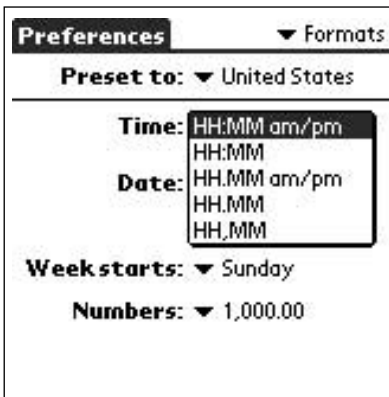 Preferences ▼ Formats
Preset to: ▼ United States
Time: HH:MM am/pm
HH:MM
Date: HH.MM am/pm
HH.MM
HH,MM
Week starts: ▼ Sunday
Numbers: ▼ 1,000.00